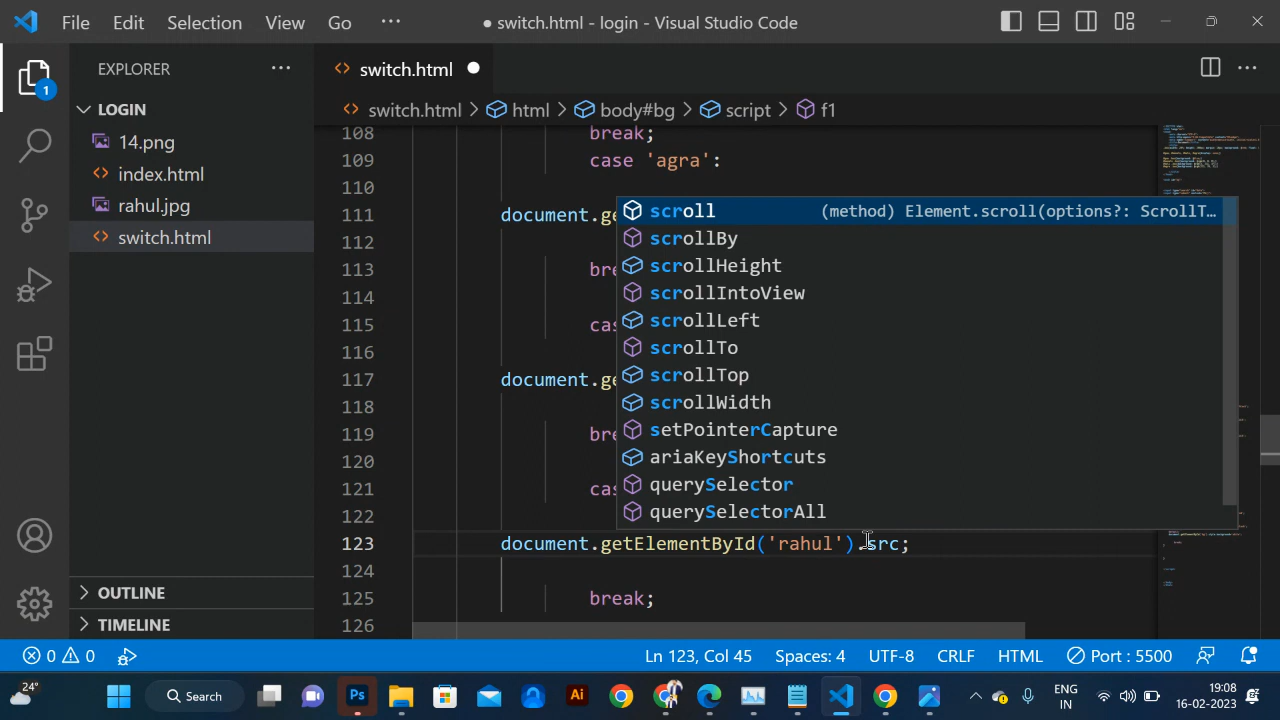 File Edit Selection View Go ··· ● switch.html - login - Visual Studio Code
EXPLORER ···
LOGIN
14.png
index.html
rahul.jpg
switch.html
OUTLINE
TIMELINE
1
switch.html ●
switch.html > html > body#bg > script > f1
108 break;
109 case 'agra':
110
111 document.ge
112
113 bre
114
115 cas
116
117 document.ge
118
119 bre
120
121 cas
122
123 document.getElementById('rahul').src;
124
125 break;
126
scroll (method) Element.scroll(options?: ScrollT…
scrollBy
scrollHeight
scrollIntoView
scrollLeft
scrollTo
scrollTop
scrollWidth
setPointerCapture
ariaKeyShortcuts
querySelector
querySelectorAll
0 0 Ln 123, Col 45 Spaces: 4 UTF-8 CRLF HTML Port : 5500
24° Search Ps Ai ENG IN 19:08 16-02-2023